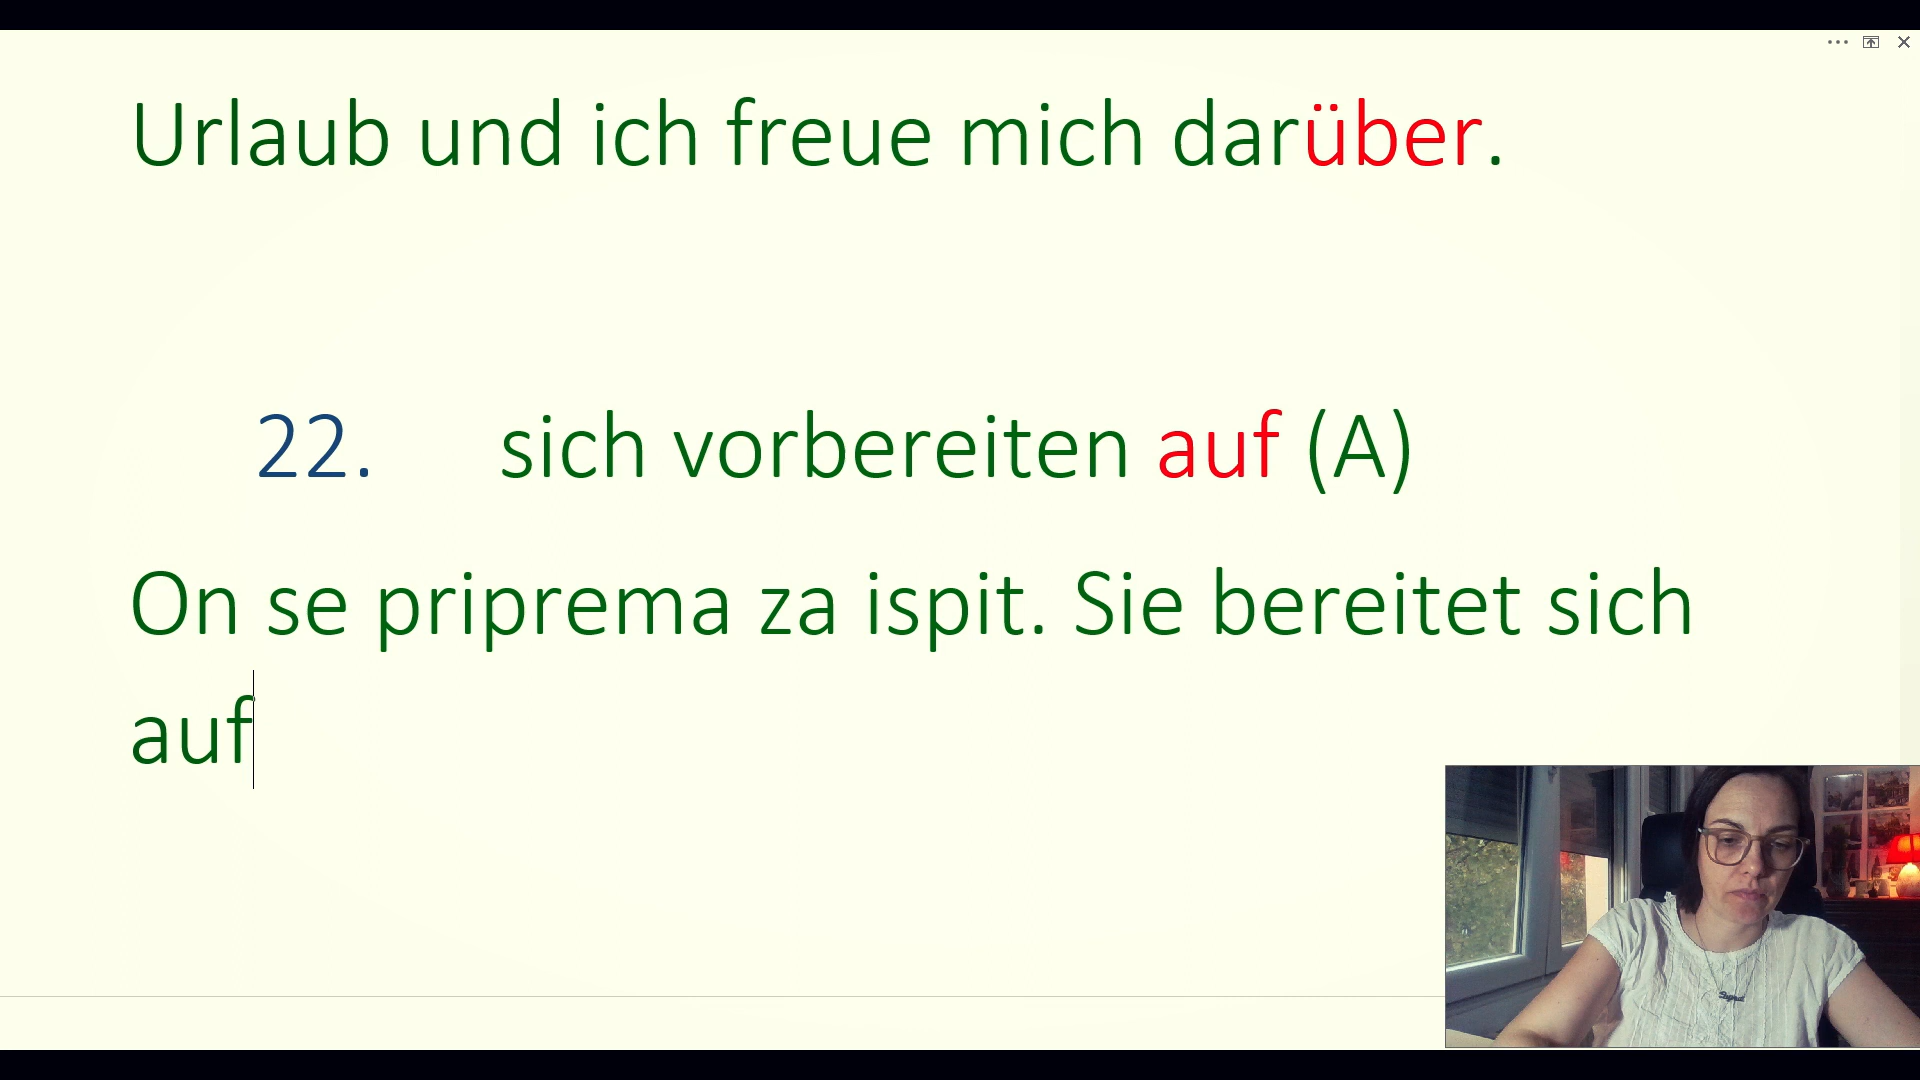 Urlaub und ich freue mich darüber.
22. sich vorbereiten auf (A)
On se priprema za ispit. Sie bereitet sich
auf